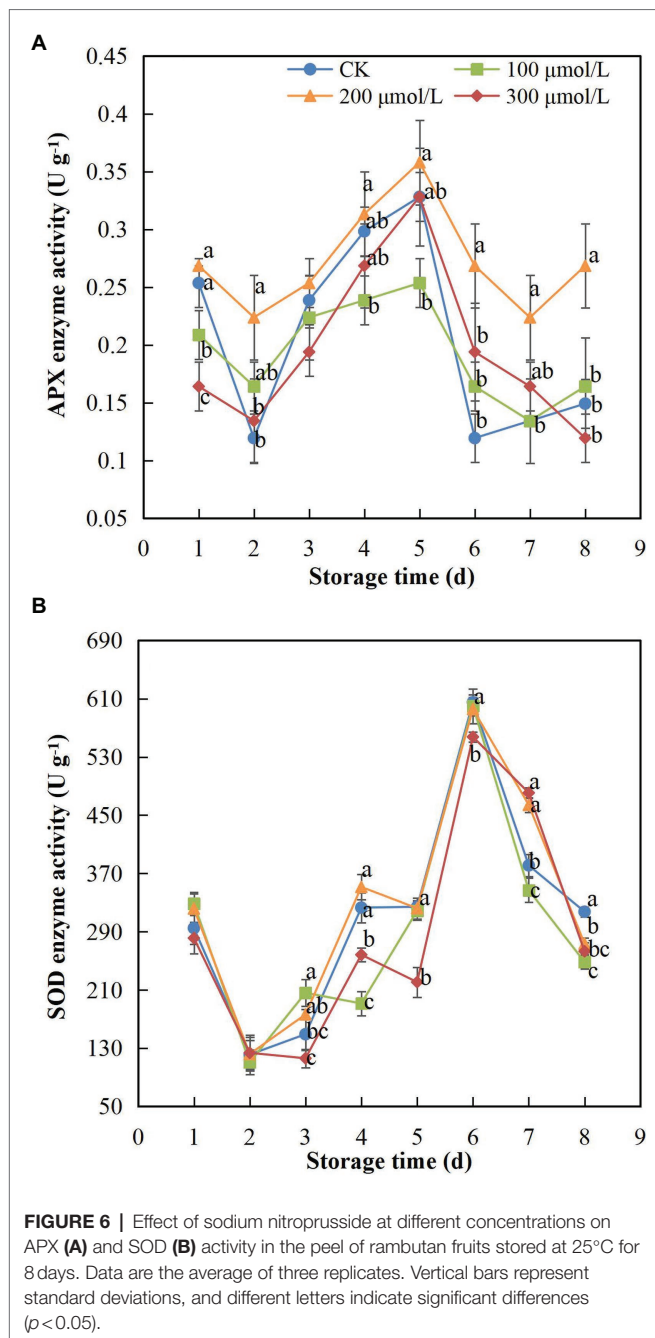 A
CK
100 μmol/L
200 μmol/L
300 μmol/L
APX enzyme activity (U g-1)
0.45
0.4
0.35
0.3
0.25
0.2
0.15
0.1
0.05
a
a
b
c
a
ab
b
b
a
ab
ab
b
a
ab
b
a
b
b
b
a
ab
b
a
b
b
b
0 1 2 3 4 5 6 7 8 9
Storage time (d)
B
SOD enzyme activity (U g-1)
690
610
530
450
370
290
210
130
50
a
ab
bc
c
a
a
b
c
a
b
a
b
a
a
b
c
a
b
bc
c
0 1 2 3 4 5 6 7 8 9
Storage time (d)
FIGURE 6 | Effect of sodium nitroprusside at different concentrations on
APX (A) and SOD (B) activity in the peel of rambutan fruits stored at 25°C for
8 days. Data are the average of three replicates. Vertical bars represent
standard deviations, and different letters indicate significant differences
(p<0.05).